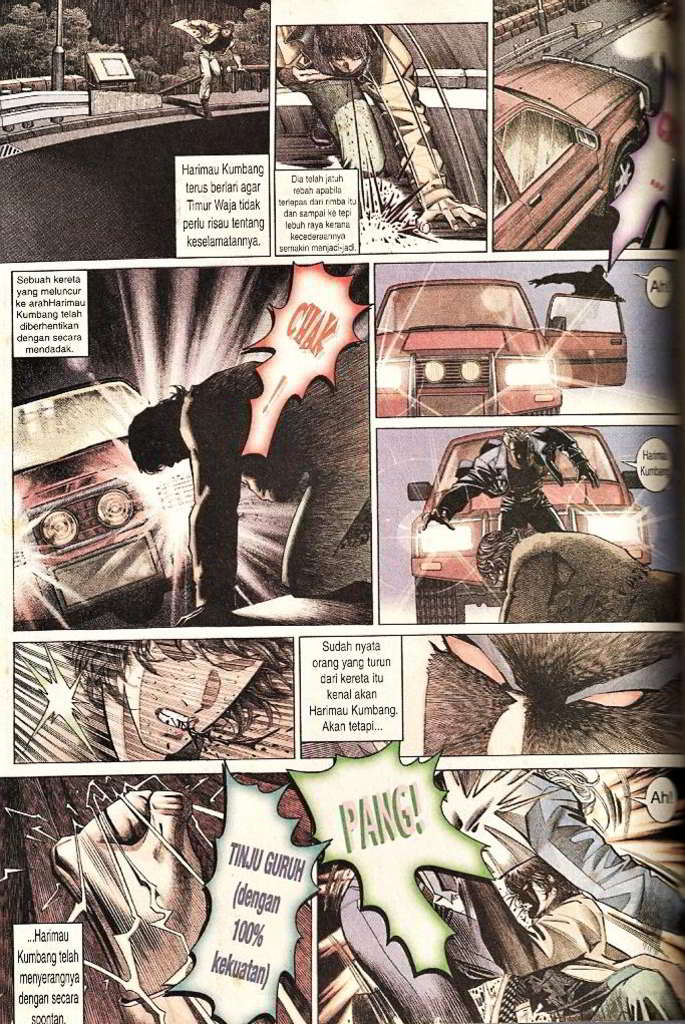 Harimau Kumbang
terus berlari agar
Timur Waja
tidak
perlu risau tentang
keselamatannya.
Dia telah jatuh
rebah apabila
terlepas dari rimba itu
dan sampai ke tepi
lebuh raya kerana
kecederaannya
semakin menjadi-jadi.
Sebuah kereta
yang meluncur
ke arahHarimau
Kumbang telah
diberhentikan
dengan secara
mendadak.
CHAK
Ah!
Harimau
Kumbang
Sudah nyata
orang yang turun
dari kereta itu
kenal akan
Harimau Kumbang.
Akan tetapi...
...Harimau
Kumbang telah
menyerangnya
dengan secara
spontan.
TINJU GURUH
(dengan
100%
kekuatan)
PANG!
Ah!!